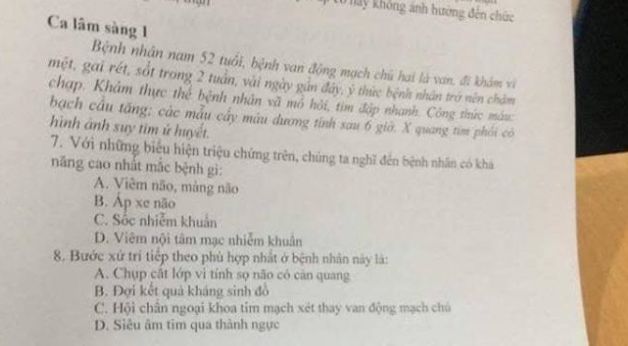 này không ảnh hưởng đến chức
Ca lâm sàng 1
Bệnh nhân nam 52 tuổi, bệnh van động mạch chủ hai lá van, đi khám vì
mệt, gai rét, sốt trong 2 tuần, vài ngày gần đây, ý thức bệnh nhân trở nên chậm
chạp. Khám thực thể bệnh nhân vã mồ hôi, tim đập nhanh. Công thức máu:
bạch cầu tăng; các mẫu cấy máu dương tính sau 6 giờ. X quang tim phổi có
hình ảnh suy tim ứ huyết.
7. Với những biểu hiện triệu chứng trên, chúng ta nghĩ đến bệnh nhân có khả
năng cao nhất mắc bệnh gì:
A. Viêm não, màng não
B. Áp xe não
C. Sốc nhiễm khuẩn
D. Viêm nội tâm mạc nhiễm khuẩn
8. Bước xử trí tiếp theo phù hợp nhất ở bệnh nhân này là:
A. Chụp cắt lớp vi tính sọ não có cản quang
B. Đợi kết quả kháng sinh đồ
C. Hội chẩn ngoại khoa tim mạch xét thay van động mạch chủ
D. Siêu âm tim qua thành ngực